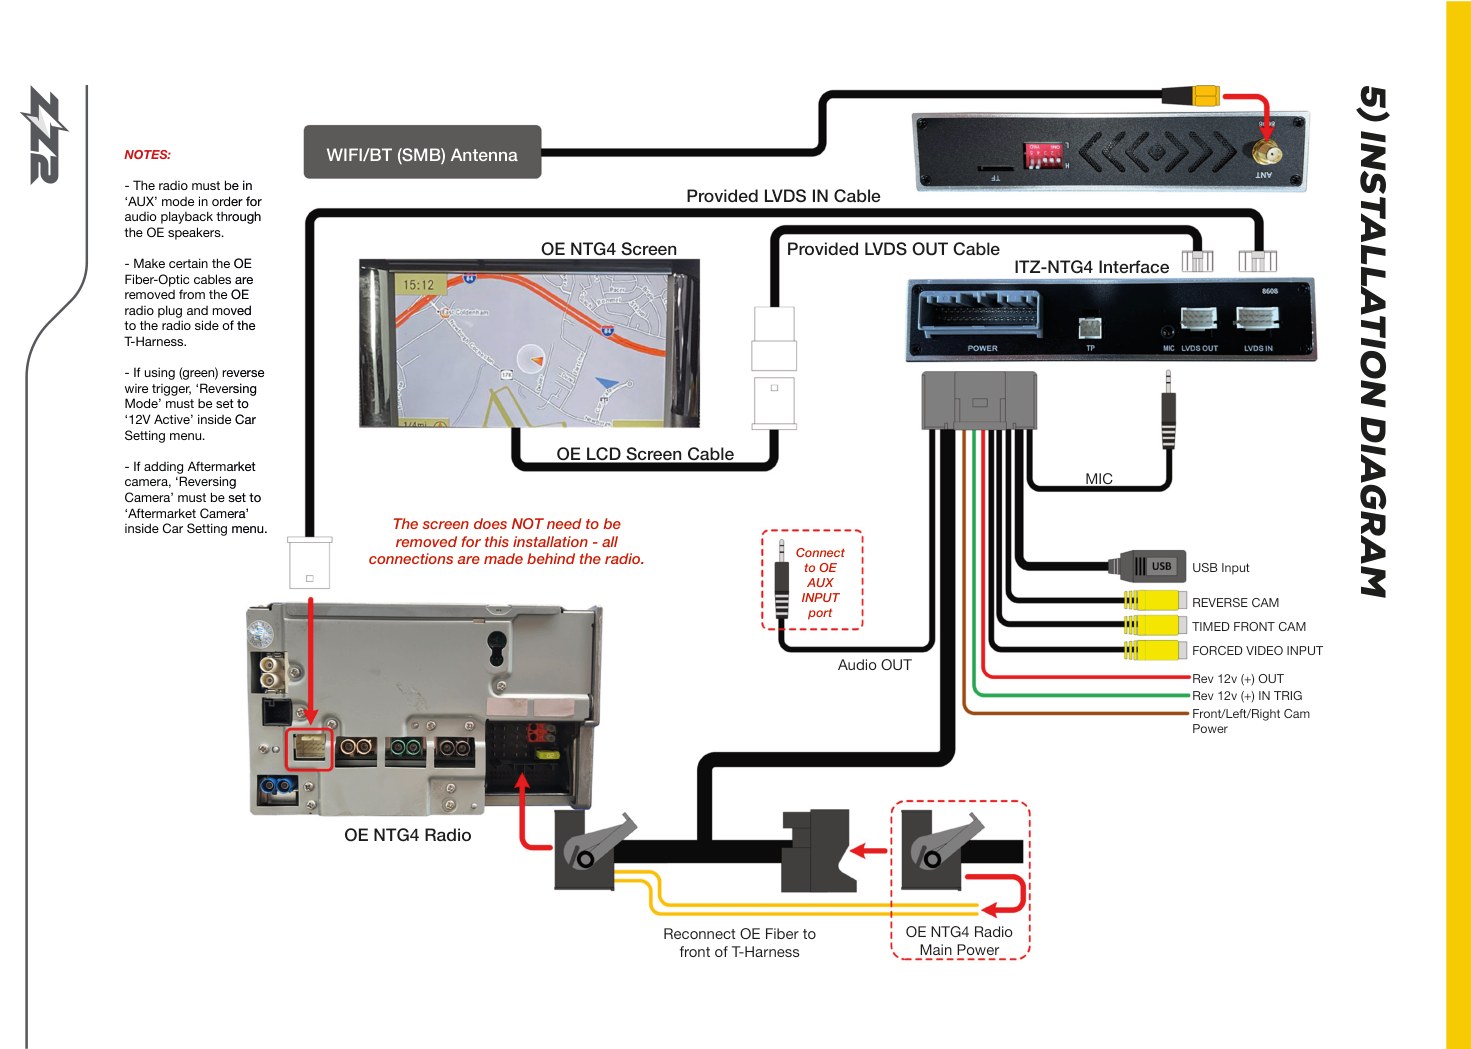 5) INSTALLATION DIAGRAM
NOTES:
- The radio must be in
‘AUX’ mode in order for
audio playback through
the OE speakers.
- Make certain the OE
Fiber-Optic cables are
removed from the OE
radio plug and moved
to the radio side of the
T-Harness.
- If using (green) reverse
wire trigger, ‘Reversing
Mode’ must be set to
‘12V Active’ inside Car
Setting menu.
- If adding Aftermarket
camera, ‘Reversing
Camera’ must be set to
‘Aftermarket Camera’
inside Car Setting menu.
WIFI/BT (SMB) Antenna
TF
L
H
ANT
Provided LVDS IN Cable
OE NTG4 Screen
Provided LVDS OUT Cable
ITZ-NTG4 Interface
15:12
64
64
17K
8608
POWER
TP
MIC
LVDS OUT
LVDS IN
OE LCD Screen Cable
MIC
The screen does NOT need to be
removed for this installation - all
connections are made behind the radio.
Connect
to OE
AUX
INPUT
port
Audio OUT
USB
USB Input
REVERSE CAM
TIMED FRONT CAM
FORCED VIDEO INPUT
Rev 12v (+) OUT
Rev 12v (+) IN TRIG
Front/Left/Right Cam
Power
OE NTG4 Radio
Reconnect OE Fiber to
front of T-Harness
OE NTG4 Radio
Main Power